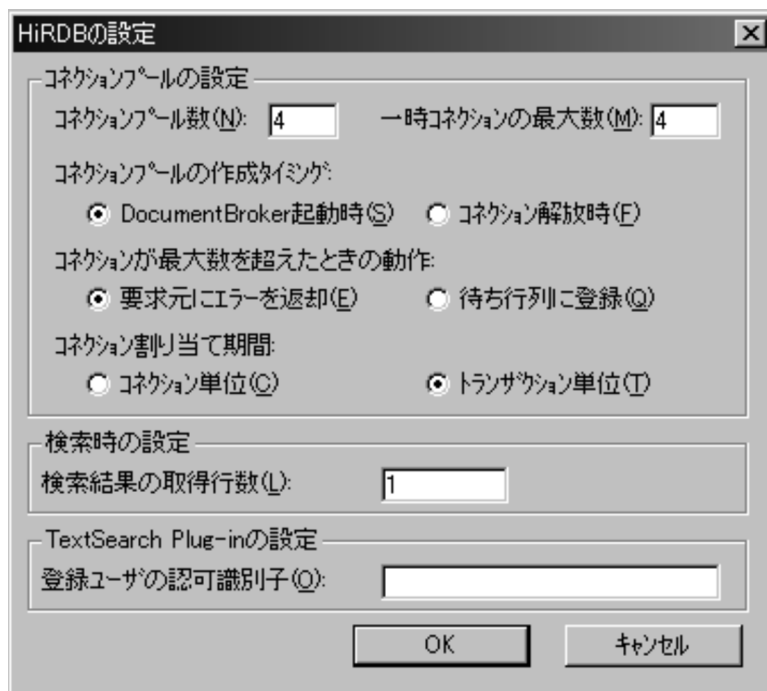 HiRDBの設定
ｺﾈｸｼｮﾝﾌﾟｰﾙの設定
ｺﾈｸｼｮﾝﾌﾟｰﾙ数(N): 4 一時ｺﾈｸｼｮﾝの最大数(M): 4
ｺﾈｸｼｮﾝﾌﾟｰﾙの作成ﾀｲﾐﾝｸﾞ:
DocumentBroker起動時(S) ｺﾈｸｼｮﾝ解放時(F)
ｺﾈｸｼｮﾝが最大数を超えたときの動作:
要求元にｴﾗｰを返却(E) 待ち行列に登録(Q)
ｺﾈｸｼｮﾝ割り当て期間:
ｺﾈｸｼｮﾝ単位(C) ﾄﾗﾝｻﾞｸｼｮﾝ単位(T)
検索時の設定
検索結果の取得行数(L): 1
TextSearch Plug-inの設定
登録ﾕｰｻﾞの認可識別子(O):
OK ｷｬﾝｾﾙ